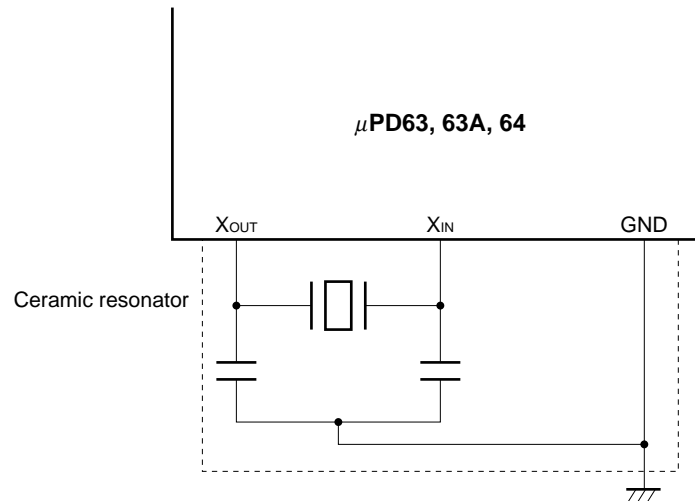 μPD63, 63A, 64
XOUT XIN GND
Ceramic resonator